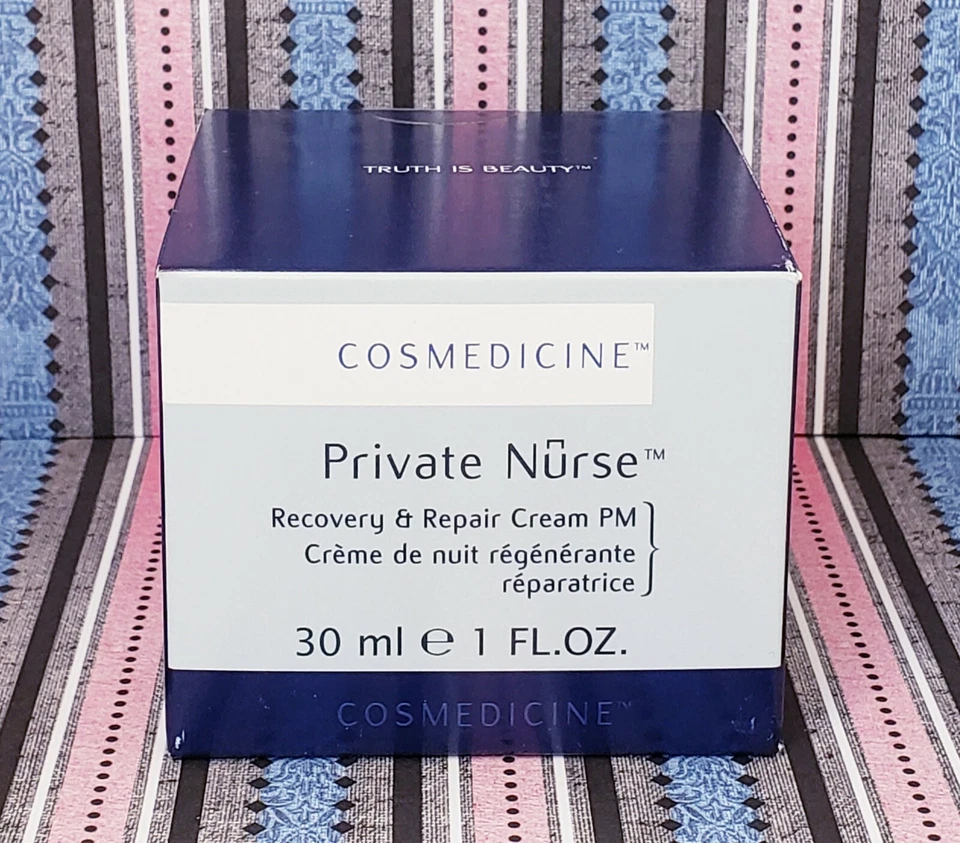 TRUTH IS BEAUTY™
COSMEDICINE™
Private Nūrse™
Recovery & Repair Cream PM
Crème de nuit régénérante
réparatrice
30 ml ℮ 1 FL.OZ.
COSMEDICINE™